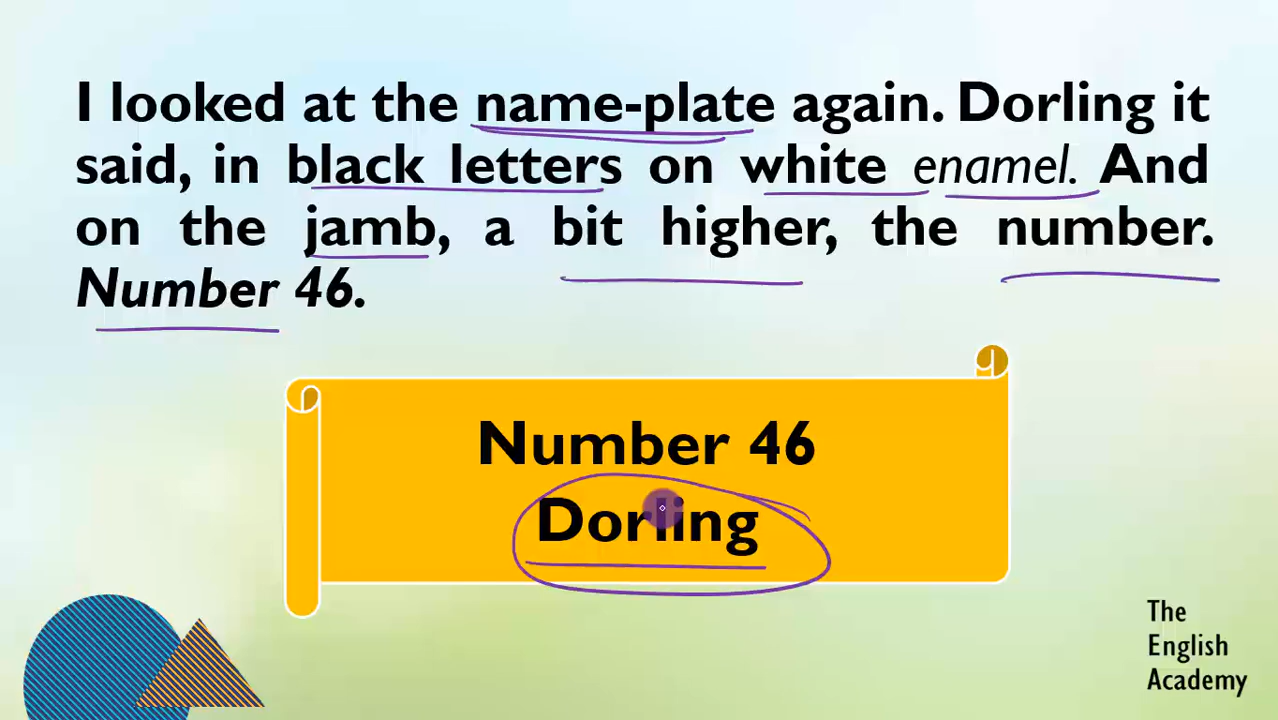 I looked at the name-plate again. Dorling it
said, in black letters on white enamel. And
on the jamb, a bit higher, the number.
Number 46.
Number 46
Dorling
The
English
Academy